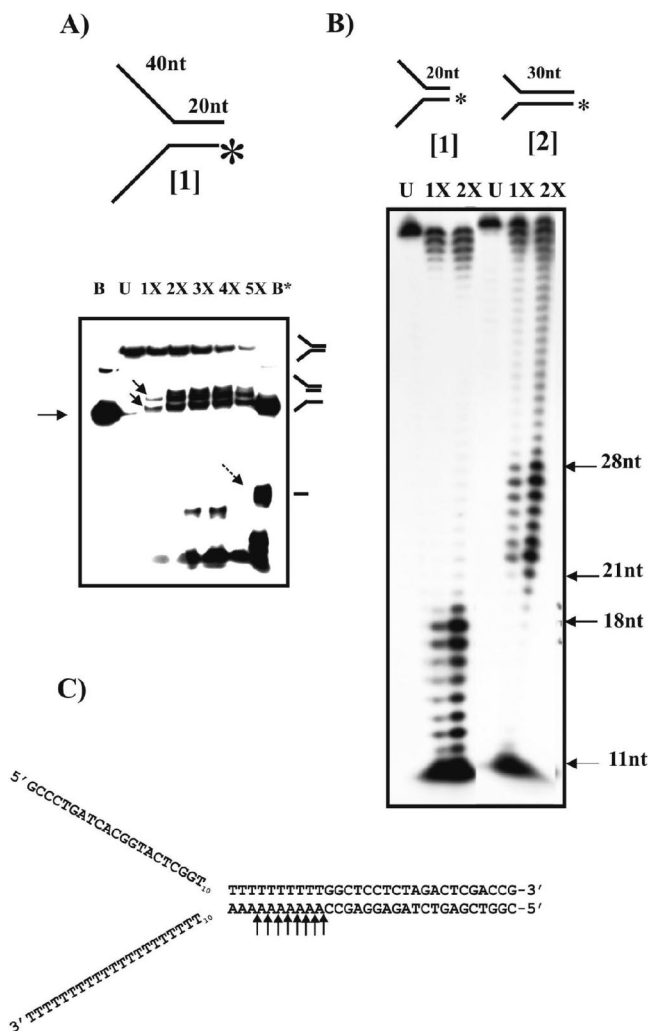 A)
40nt
20nt
*
[1]
B U 1X 2X 3X 4X 5X B*
B)
20nt 30nt
* *
[1] [2]
U 1X 2X U 1X 2X
28nt
21nt
18nt
11nt
C)
5'GCCCTGATCACGGTACTCGGT10
TTTTTTTTTTGGCTCCTCTAGACTCGACCG-3'
AAAAAAAAAACCGAGGAGATCTGAGCTGGC-5'
3'TTTTTTTTTTTTTTTTTTTTT10